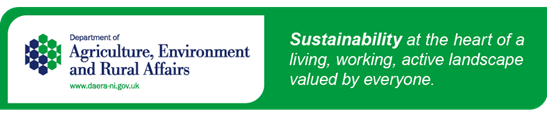 Department of
Agriculture, Environment
and Rural Affairs
www.daera-ni.gov.uk
Sustainability at the heart of a
living, working, active landscape
valued by everyone.